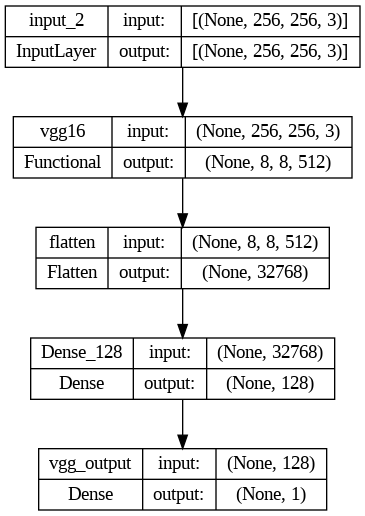 input_2 input: [(None, 256, 256, 3)]
InputLayer output: [(None, 256, 256, 3)]
vgg16 input: (None, 256, 256, 3)
Functional output: (None, 8, 8, 512)
flatten input: (None, 8, 8, 512)
Flatten output: (None, 32768)
Dense_128 input: (None, 32768)
Dense output: (None, 128)
vgg_output input: (None, 128)
Dense output: (None, 1)